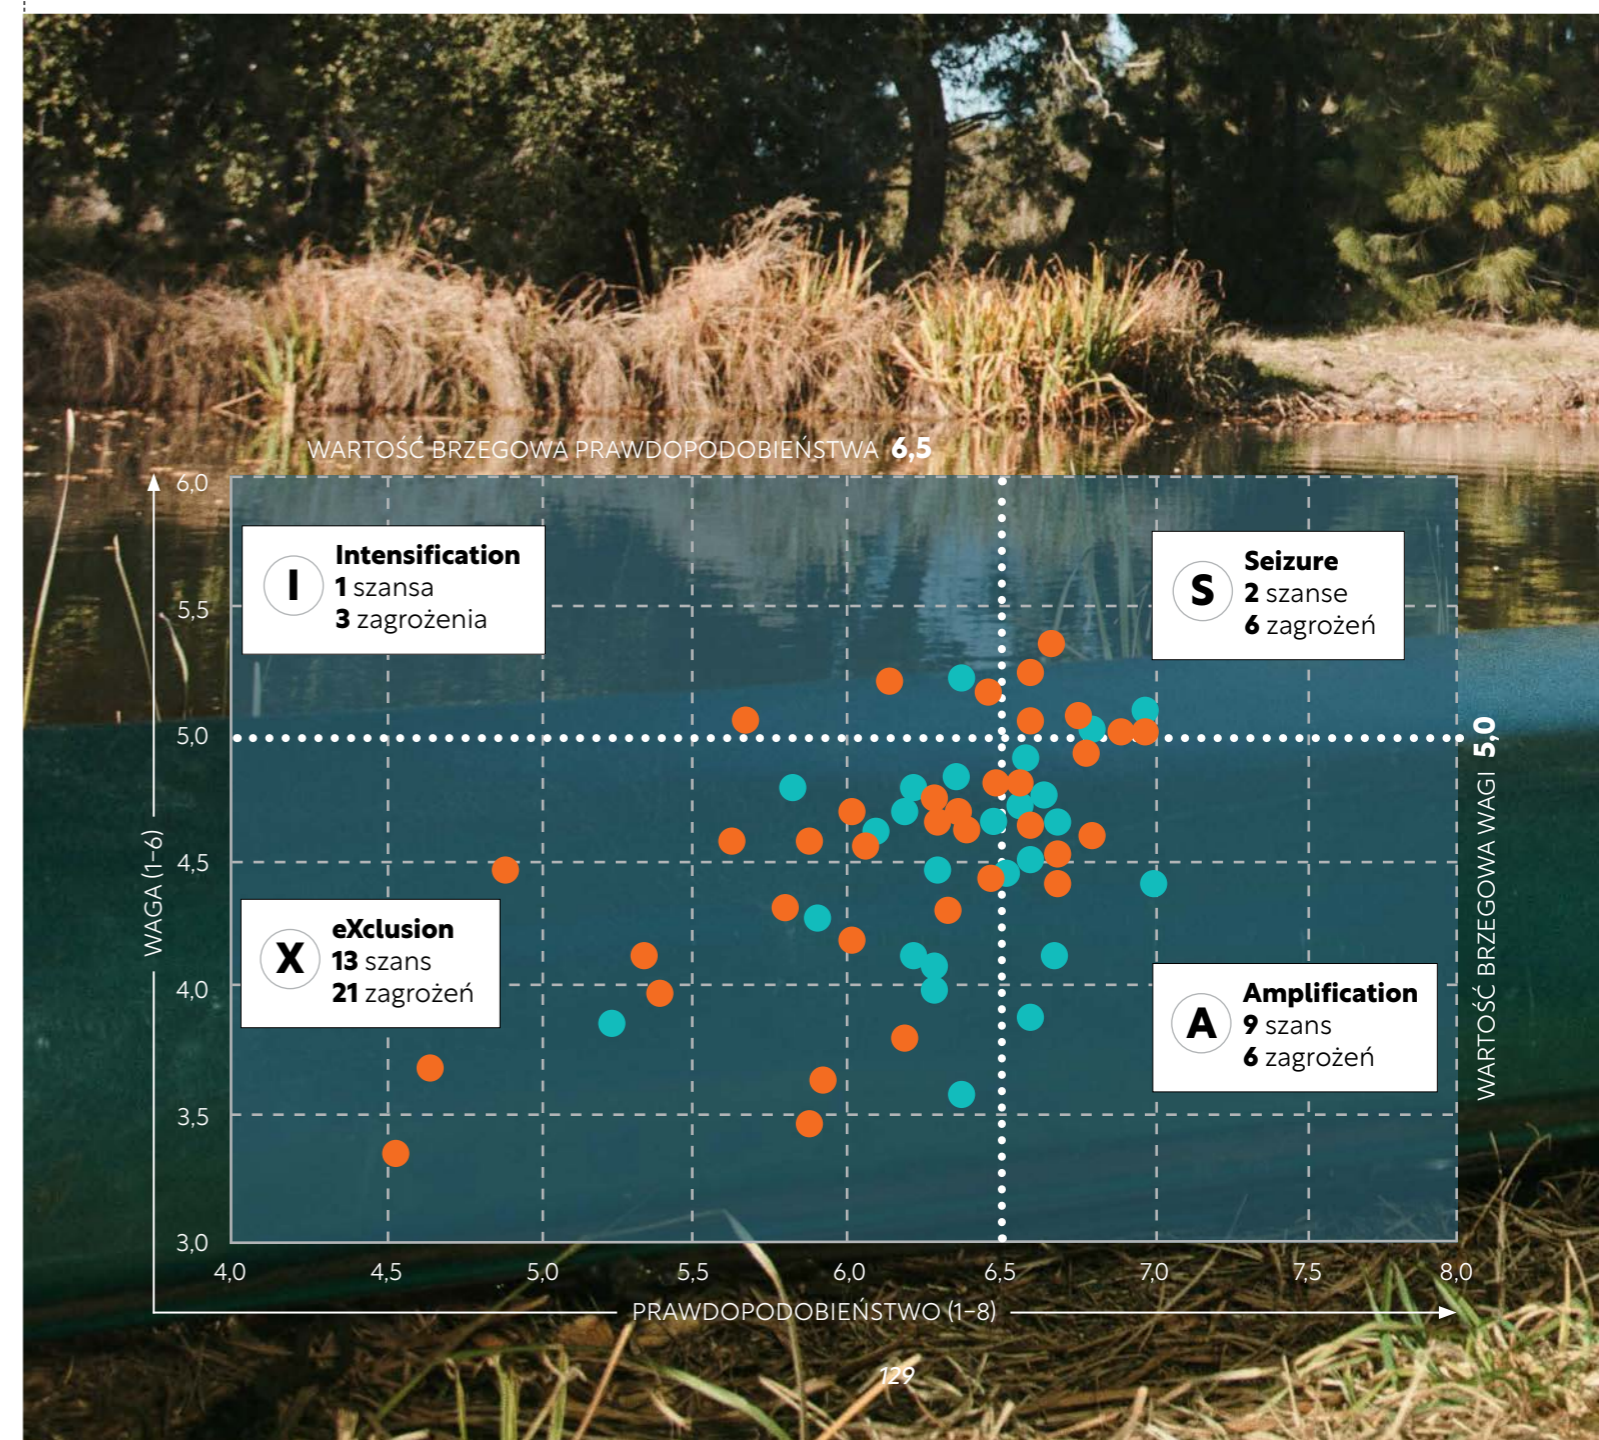 WARTOŚĆ BRZEGOWA PRAWDOPODOBIEŃSTWA 6,5
6,0
5,5
5,0
4,5
4,0
3,5
3,0
WAGA (1–6)
I
Intensification
1 szansa
3 zagrożenia
S
Seizure
2 szanse
6 zagrożeń
X
eXclusion
13 szans
21 zagrożeń
A
Amplification
9 szans
6 zagrożeń
WARTOŚĆ BRZEGOWA WAGI 5,0
4,0 4,5 5,0 5,5 6,0 6,5 7,0 7,5 8,0
PRAWDOPODOBIEŃSTWO (1–8)
129